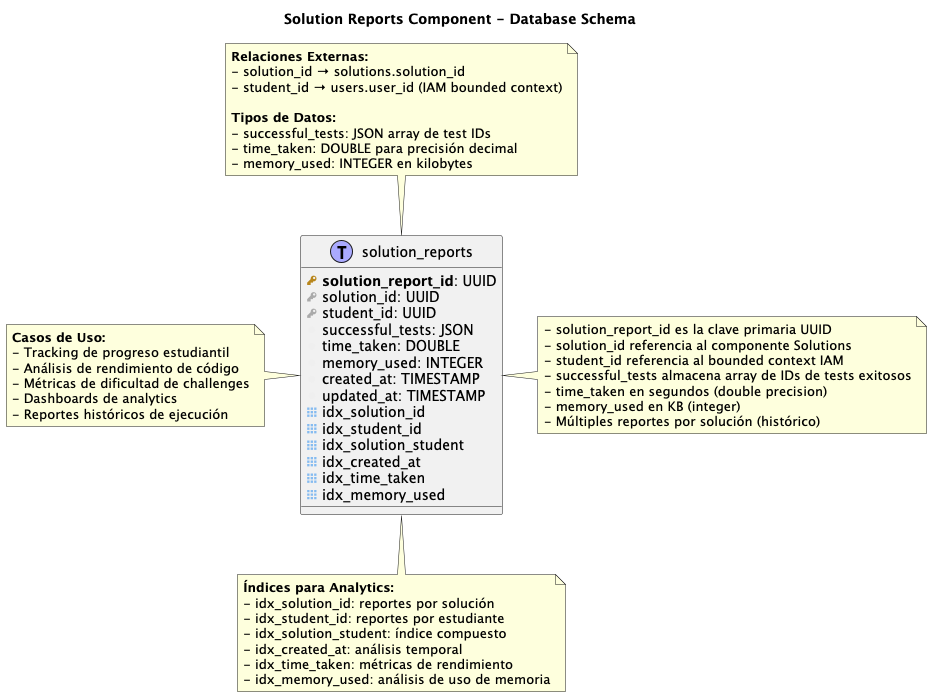 Solution Reports Component – Database Schema
Relaciones Externas:
– solution_id → solutions.solution_id
– student_id → users.user_id (IAM bounded context)
Tipos de Datos:
– successful_tests: JSON array de test IDs
– time_taken: DOUBLE para precisión decimal
– memory_used: INTEGER en kilobytes
T solution_reports
solution_report_id: UUID
solution_id: UUID
student_id: UUID
successful_tests: JSON
time_taken: DOUBLE
memory_used: INTEGER
created_at: TIMESTAMP
updated_at: TIMESTAMP
idx_solution_id
idx_student_id
idx_solution_student
idx_created_at
idx_time_taken
idx_memory_used
Casos de Uso:
– Tracking de progreso estudiantil
– Análisis de rendimiento de código
– Métricas de dificultad de challenges
– Dashboards de analytics
– Reportes históricos de ejecución
– solution_report_id es la clave primaria UUID
– solution_id referencia al componente Solutions
– student_id referencia al bounded context IAM
– successful_tests almacena array de IDs de tests exitosos
– time_taken en segundos (double precision)
– memory_used en KB (integer)
– Múltiples reportes por solución (histórico)
Índices para Analytics:
– idx_solution_id: reportes por solución
– idx_student_id: reportes por estudiante
– idx_solution_student: índice compuesto
– idx_created_at: análisis temporal
– idx_time_taken: métricas de rendimiento
– idx_memory_used: análisis de uso de memoria